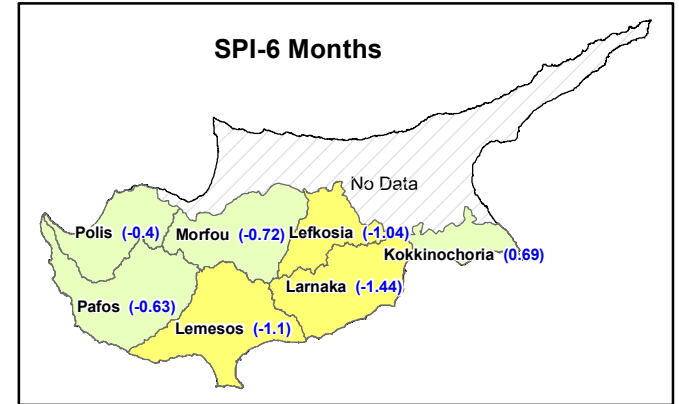 SPI-6 Months
No Data
Polis (-0.4)
Morfou (-0.72)
Lefkosia (-1.04)
Kokkinochoria (0.69)
Larnaka (-1.44)
Pafos (-0.63)
Lemesos (-1.1)